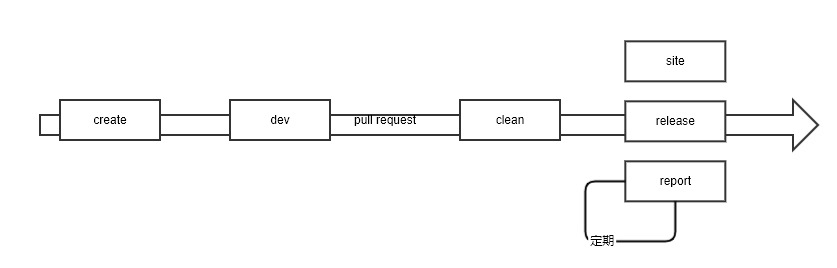 site
create
dev
pull request
clean
release
report
定期